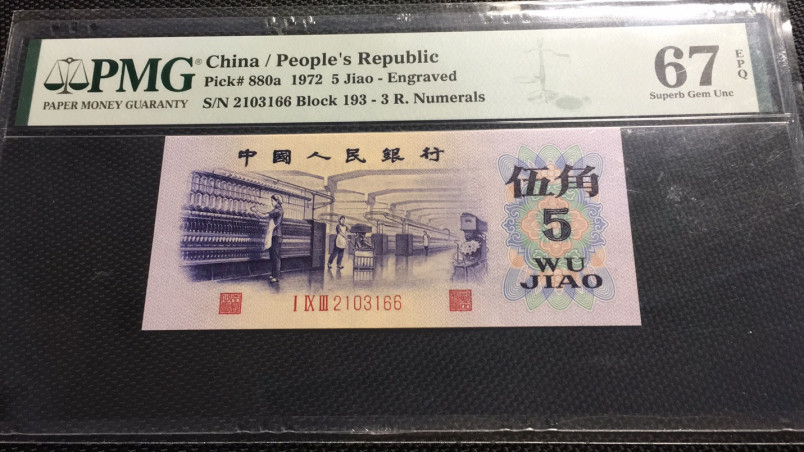 PMG® China / People's Republic
Pick# 880a 1972 5 Jiao - Engraved
PAPER MONEY GUARANTY S/N 2103166 Block 193 - 3 R. Numerals
67 EPQ
Superb Gem Unc
中國人民銀行
伍角
5
WU
JIAO
I IX III 2103166